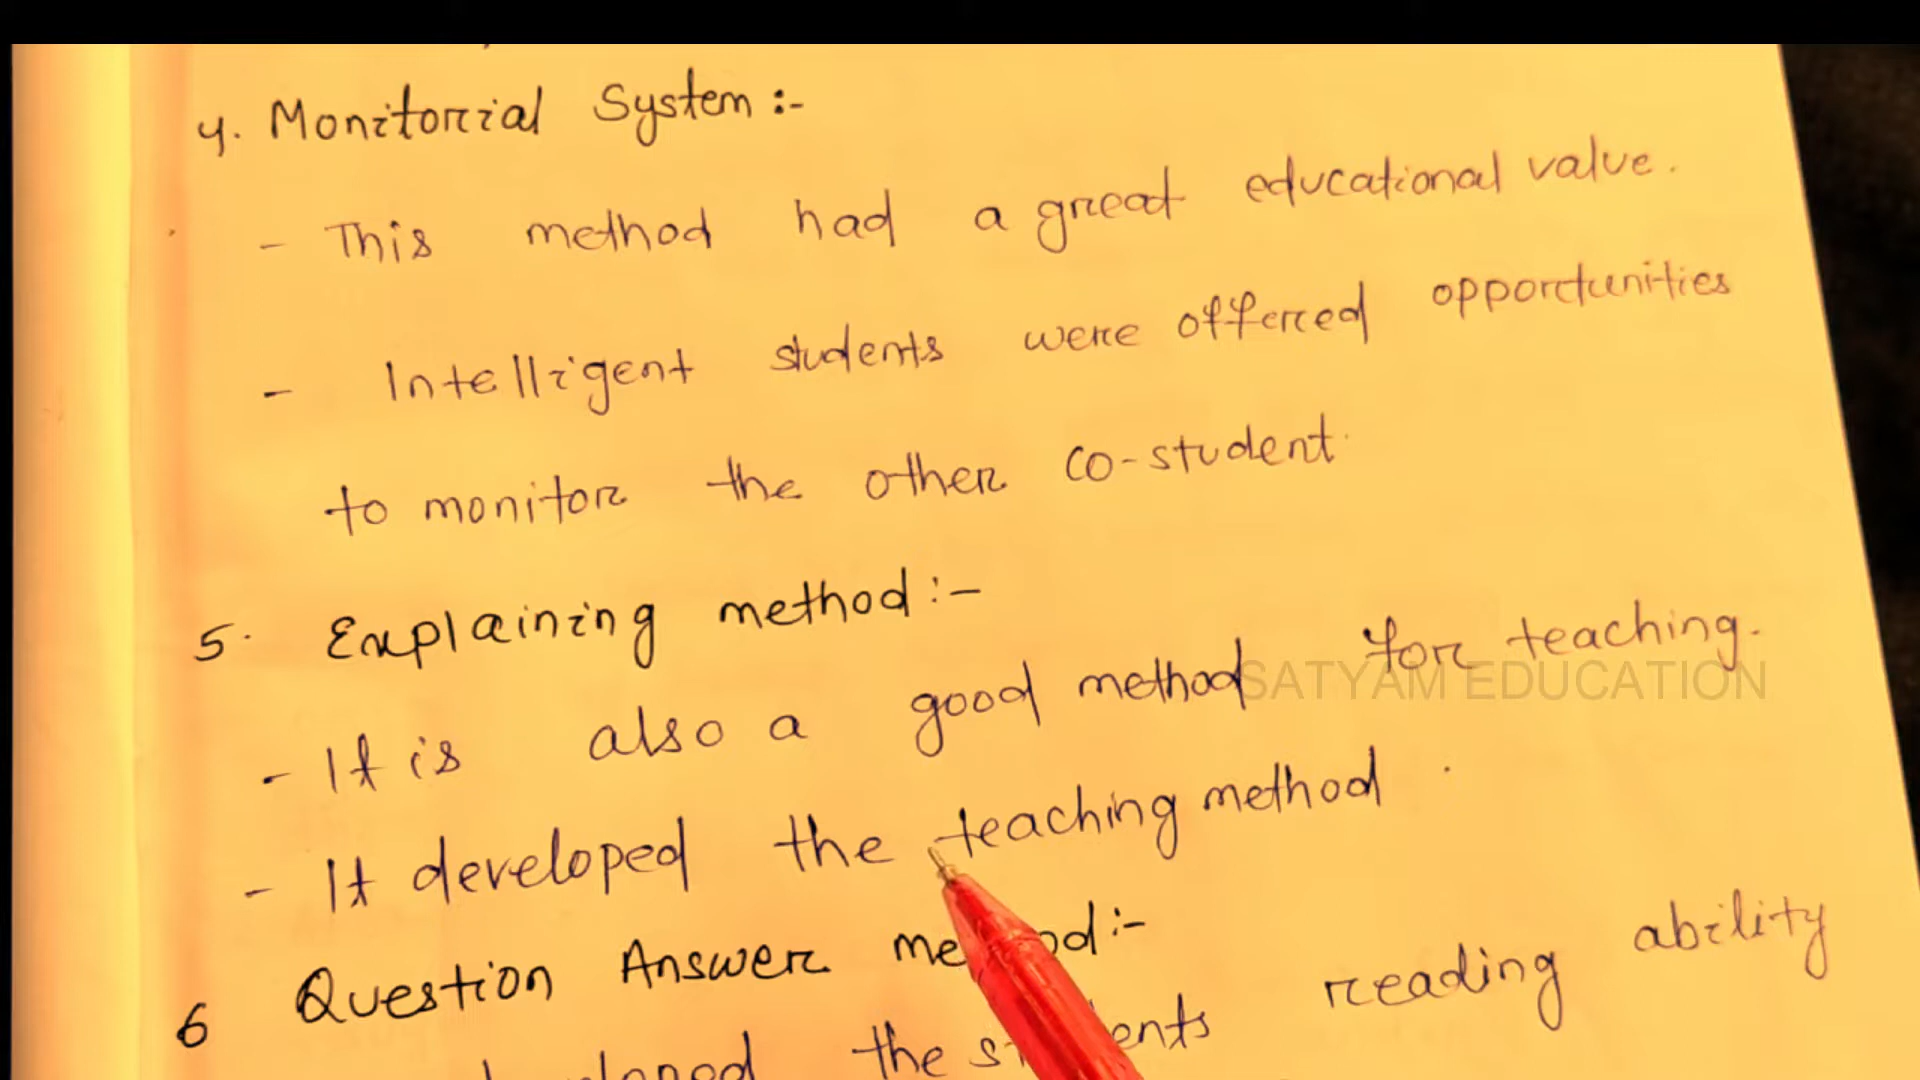 4. Monitorial System :-
- This method had a great educational value.
- Intelligent students were offered opportunities
to monitor the other co-student
5. Explaining method :-
- It is also a good method for teaching.
SATYAM EDUCATION
- It developed the teaching method.
6 Question Answer method :-
the students reading ability